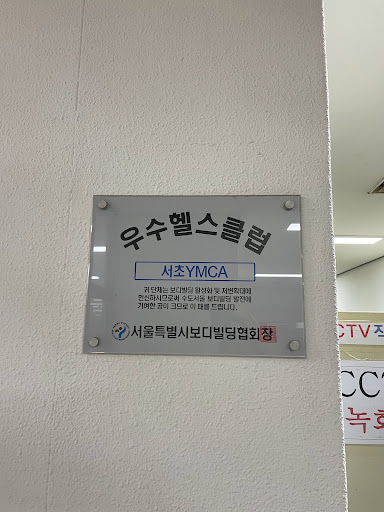 우수헬스클럽
서초YMCA
귀 단체는 보디빌딩 활성화 및 저변확대에
헌신하시므로써 수도서울 보디빌딩 발전에
기여한 공이 크므로 이 패를 드립니다.
서울특별시보디빌딩협회장
CTV
CC
녹화